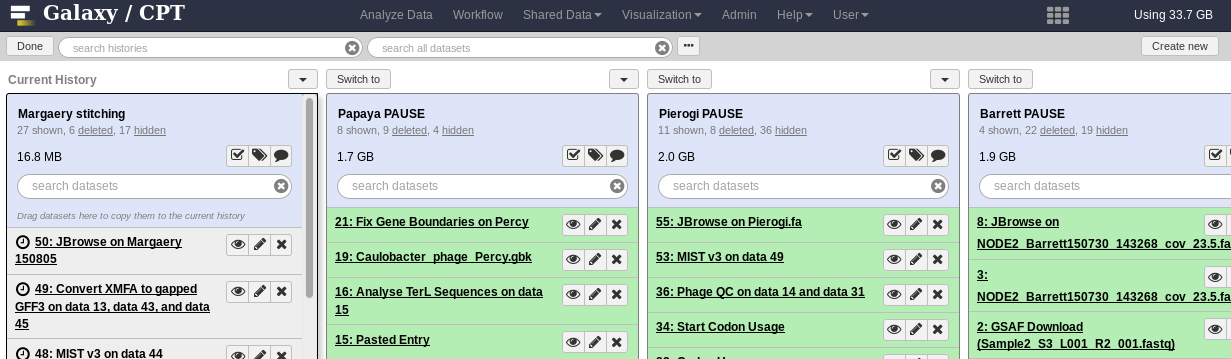 Galaxy / CPT
Analyze Data Workflow Shared Data Visualization Admin Help User Using 33.7 GB
Done search histories search all datasets ... Create new
Current History
Margaery stitching
27 shown, 6 deleted, 17 hidden
16.8 MB
search datasets
Drag datasets here to copy them to the current history
50: JBrowse on Margaery
150805
49: Convert XMFA to gapped
GFF3 on data 13, data 43, and data
45
48: MIST v3 on data 44
Switch to
Papaya PAUSE
8 shown, 9 deleted, 4 hidden
1.7 GB
search datasets
21: Fix Gene Boundaries on Percy
19: Caulobacter_phage_Percy.gbk
16: Analyse TerL Sequences on data
15
15: Pasted Entry
Switch to
Pierogi PAUSE
11 shown, 8 deleted, 36 hidden
2.0 GB
search datasets
55: JBrowse on Pierogi.fa
53: MIST v3 on data 49
36: Phage QC on data 14 and data 31
34: Start Codon Usage
Switch to
Barrett PAUSE
4 shown, 22 deleted, 19 hidden
1.9 GB
search datasets
8: JBrowse on
NODE2_Barrett150730_143268_cov_23.5.fa
3:
NODE2_Barrett150730_143268_cov_23.5.fa
2: GSAF Download
(Sample2_S3_L001_R2_001.fastq)